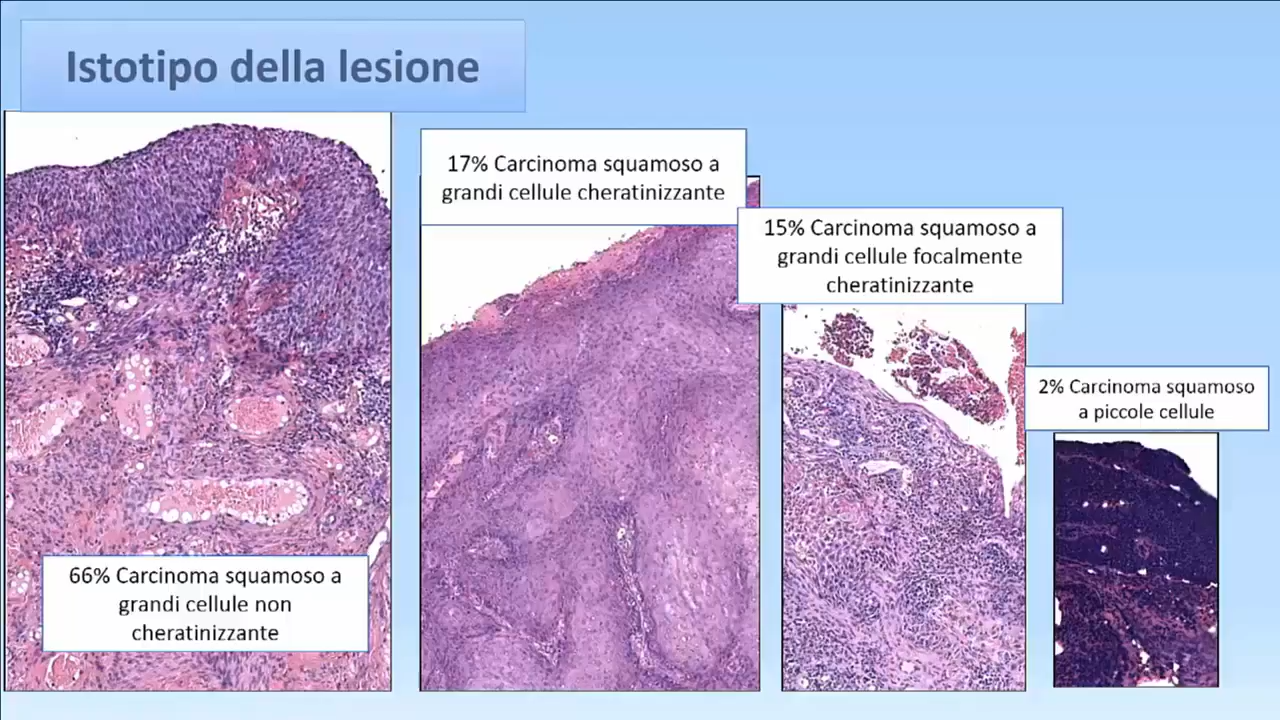 Istotipo della lesione
17% Carcinoma squamoso a
grandi cellule cheratinizzante
15% Carcinoma squamoso a
grandi cellule focalmente
cheratinizzante
2% Carcinoma squamoso
a piccole cellule
66% Carcinoma squamoso a
grandi cellule non
cheratinizzante